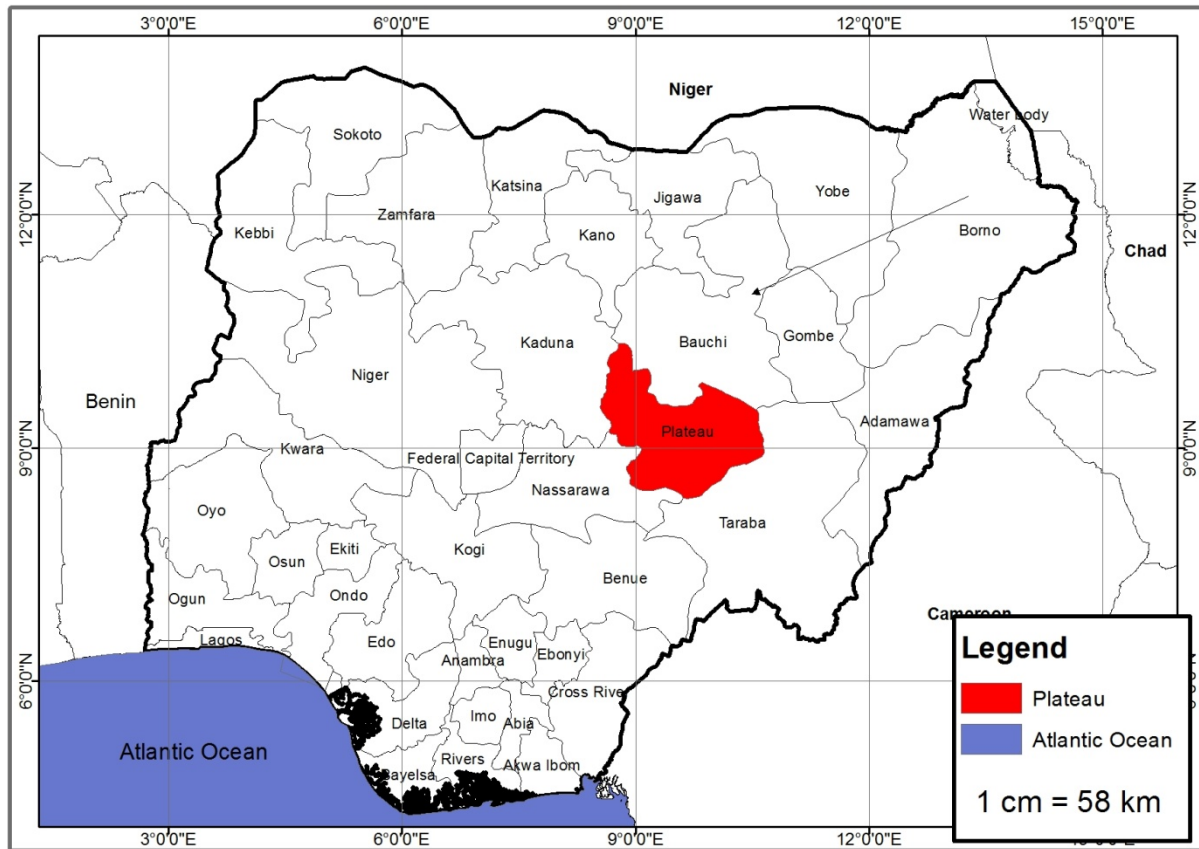 3°0'0"E 6°0'0"E 9°0'0"E 12°0'0"E 15°0'0"E
Niger
Water body
Sokoto
Katsina
Jigawa
Yobe
Zamfara
12°0'0"N
12°0'0"N
Kebbi
Kano
Borno
Chad
Kaduna
Bauchi
Gombe
Niger
Benin
Adamawa
Plateau
Kwara
9°0'0"N
Federal Capital Territory
9°0'0"N
Nassarawa
Oyo
Taraba
Kogi
Ekiti
Osun
Benue
Ogun
Ondo
Cameroon
Lagos
Edo
Enugu
Ebonyi
Anambra
6°0'0"N
Cross Rive
Delta
Imo
Abia
Atlantic Ocean
Rivers
Akwa Ibom
Bayelsa
Legend
Plateau
Atlantic Ocean
1 cm = 58 km
3°0'0"E 6°0'0"E 9°0'0"E 12°0'0"E 15°0'0"E